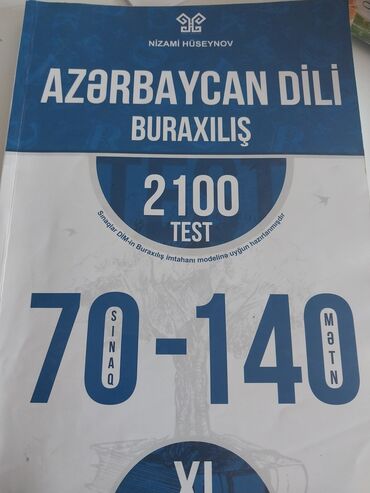 NİZAMİ HÜSEYNOV
AZƏRBAYCAN DİLİ
BURAXILIŞ
2100
TEST
Sınaqlar DİM-in Buraxılış imtahanı modelinə uyğun hazırlanmışdır
70-140
SINAQ
MƏTN
XI